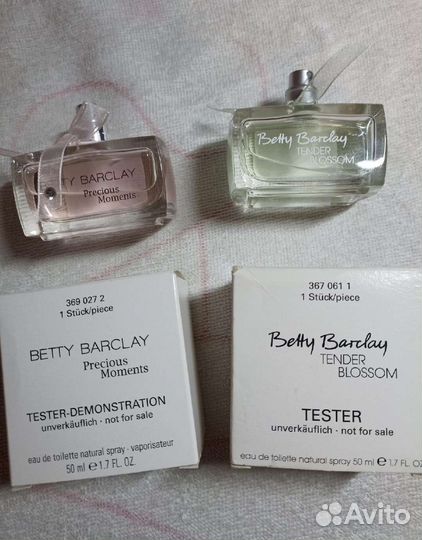 TY BARCLAY
Precious
Moments
Betty Barclay
TENDER
BLOSSOM
369 027 2
1 Stück/piece
BETTY BARCLAY
Precious
Moments
TESTER-DEMONSTRATION
unverkäuflich - not for sale
eau de toilette natural spray - vaporisateur
50 ml e 1.7 FL. OZ.
367 061 1
1 Stück/piece
Betty Barclay
TENDER
BLOSSOM
TESTER
unverkäuflich - not for sale
eau de toilette natural spray 50 ml e 1.7 FL. OZ
Avito